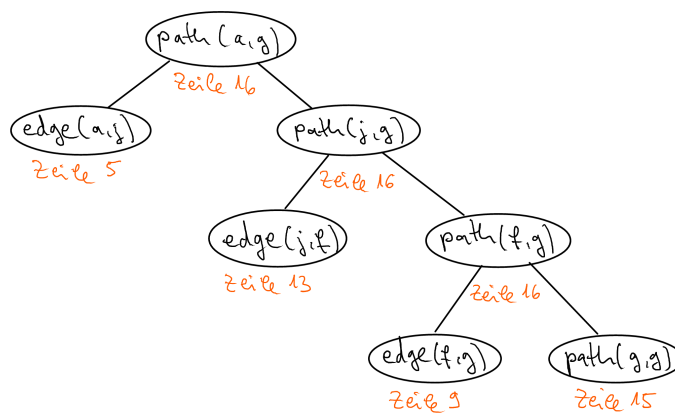 path(a,g)
Zeile 16
edge(a,j)
Zeile 5
path(j,g)
Zeile 16
edge(j,f)
Zeile 13
path(f,g)
Zeile 16
edge(f,g)
Zeile 9
path(g,g)
Zeile 15